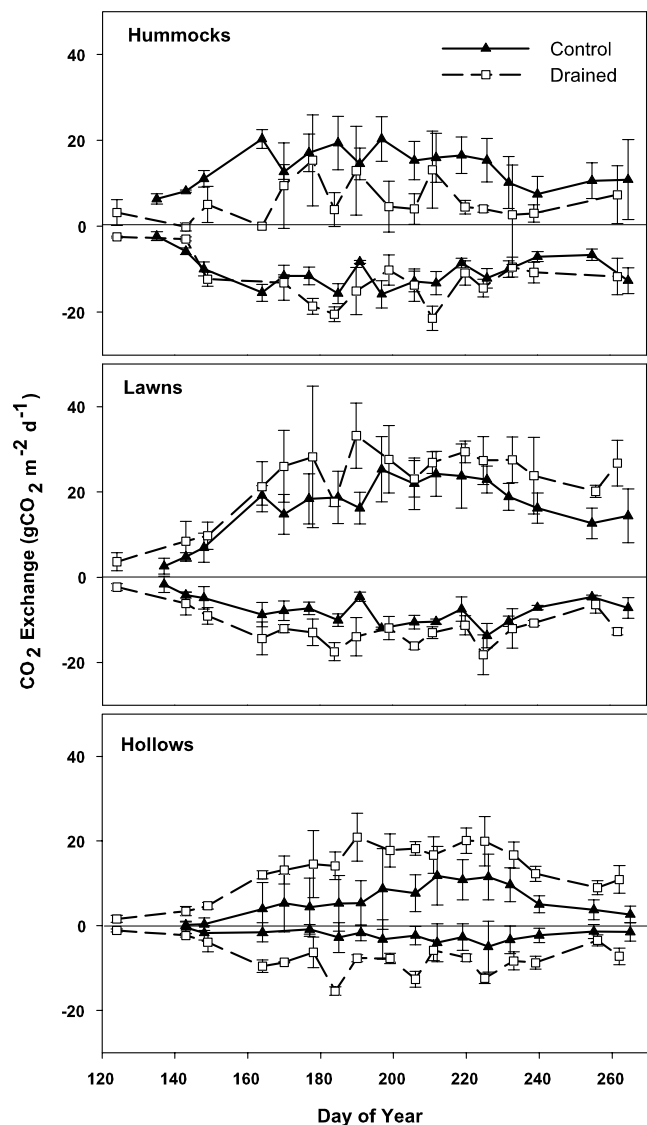 Hummocks
Control
Drained
40
20
0
-20
Lawns
40
20
0
-20
Hollows
40
20
0
-20
CO2 Exchange (gCO2 m-2 d-1)
120 140 160 180 200 220 240 260
Day of Year